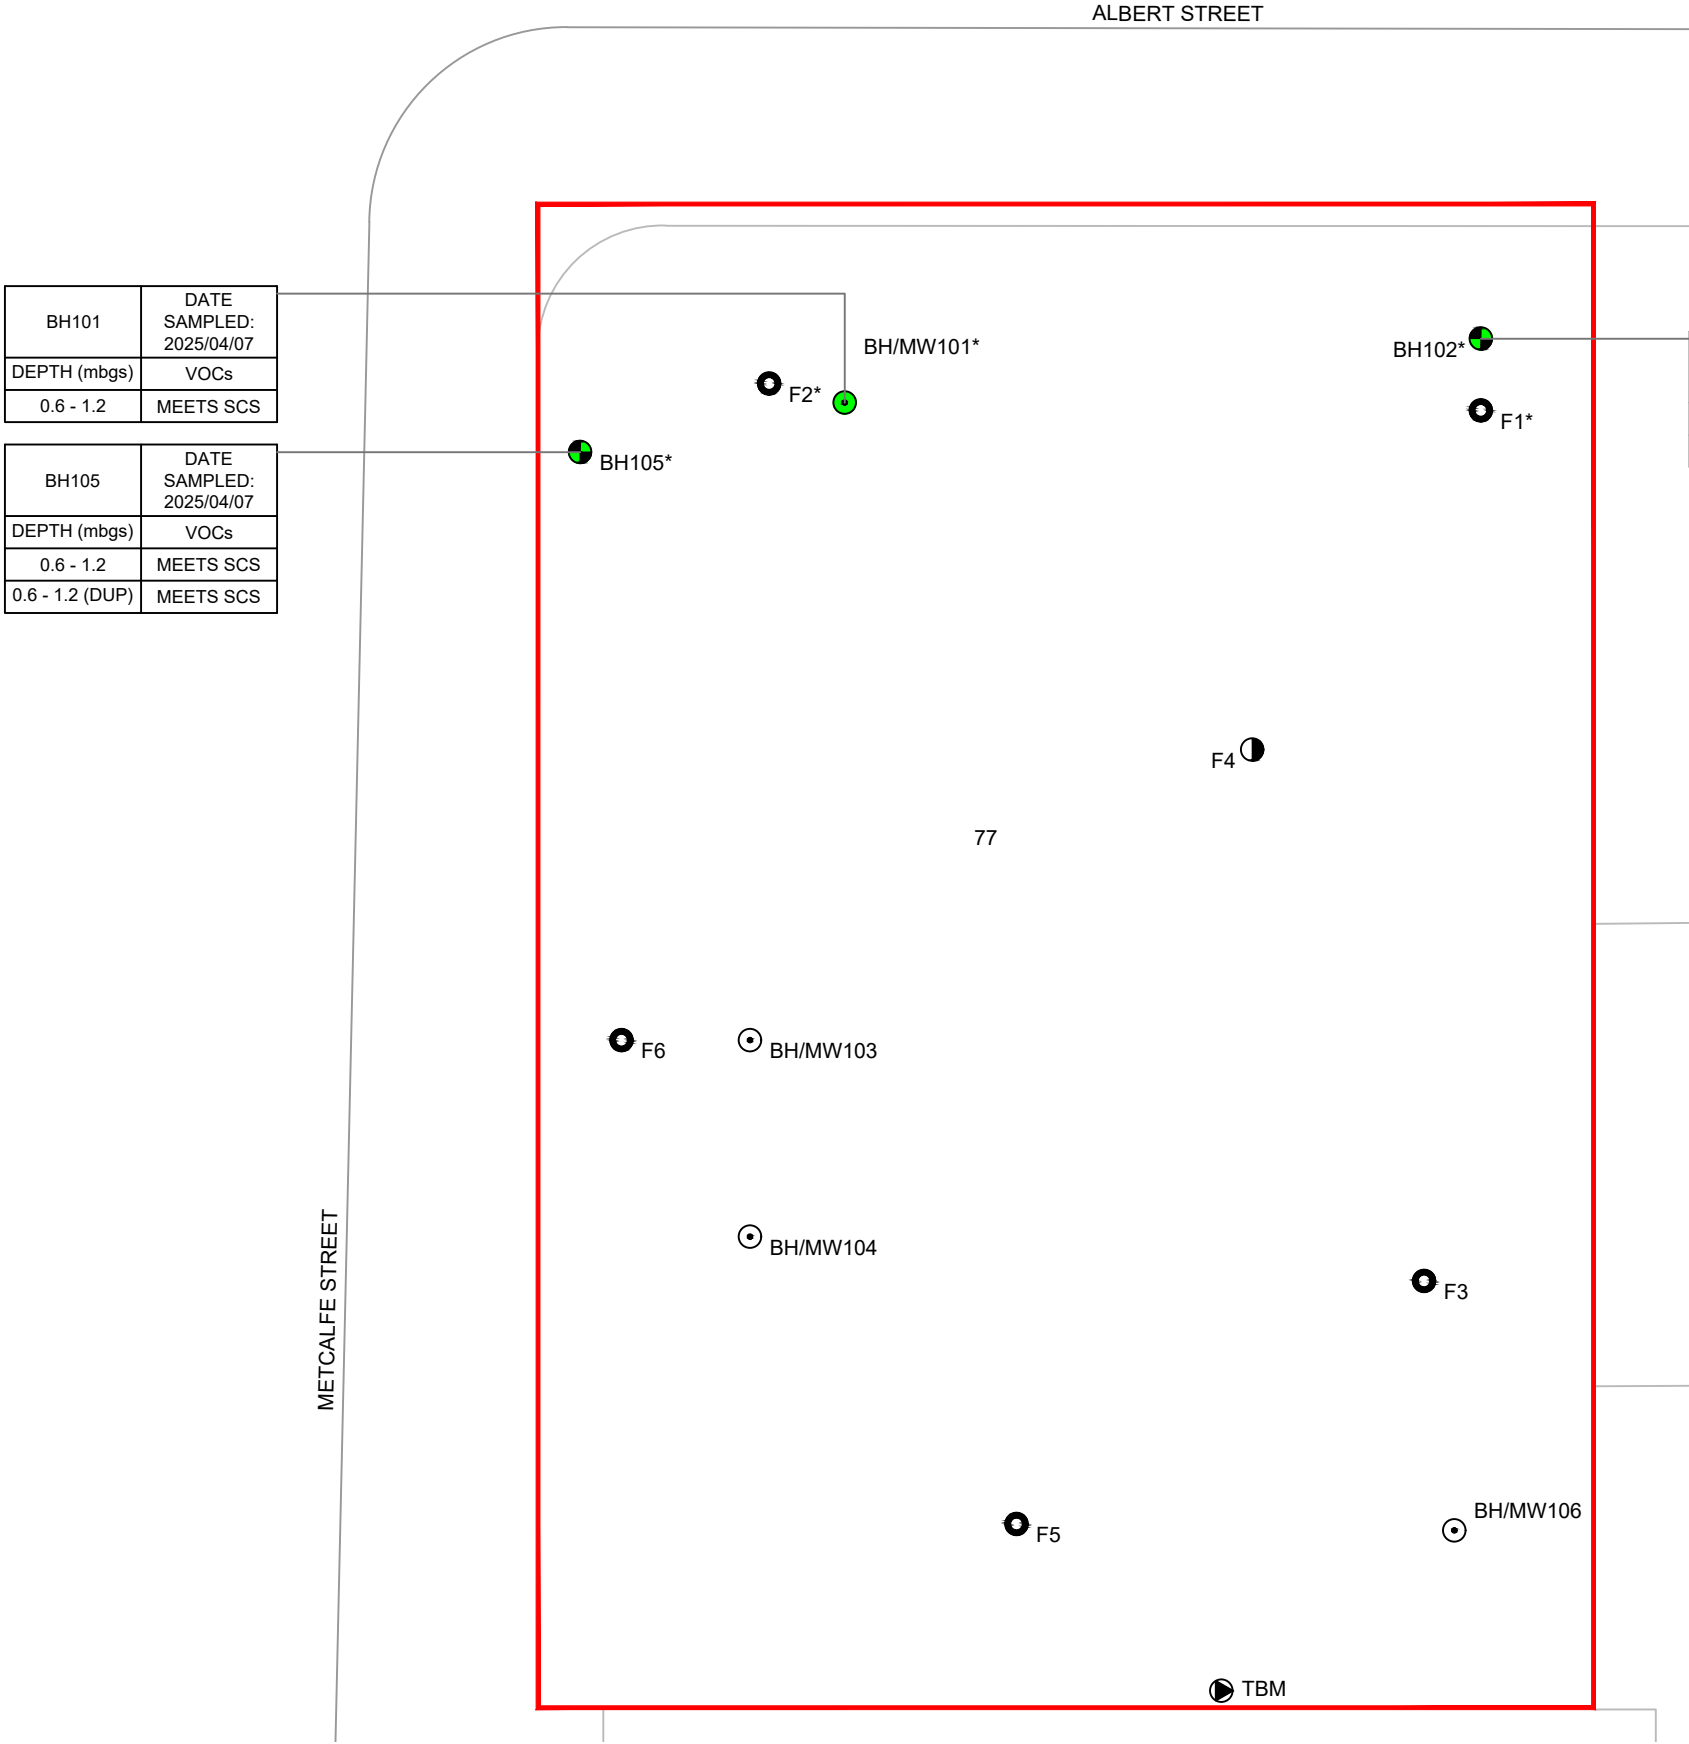 ALBERT STREET
BH101
DATE
SAMPLED:
2025/04/07
DEPTH (mbgs)
VOCs
0.6 - 1.2
MEETS SCS
BH105
DATE
SAMPLED:
2025/04/07
DEPTH (mbgs)
VOCs
0.6 - 1.2
MEETS SCS
0.6 - 1.2 (DUP)
MEETS SCS
BH/MW101*
BH102*
F2*
F1*
BH105*
F4
77
F6
BH/MW103
BH/MW104
F3
METCALFE STREET
BH/MW106
F5
TBM